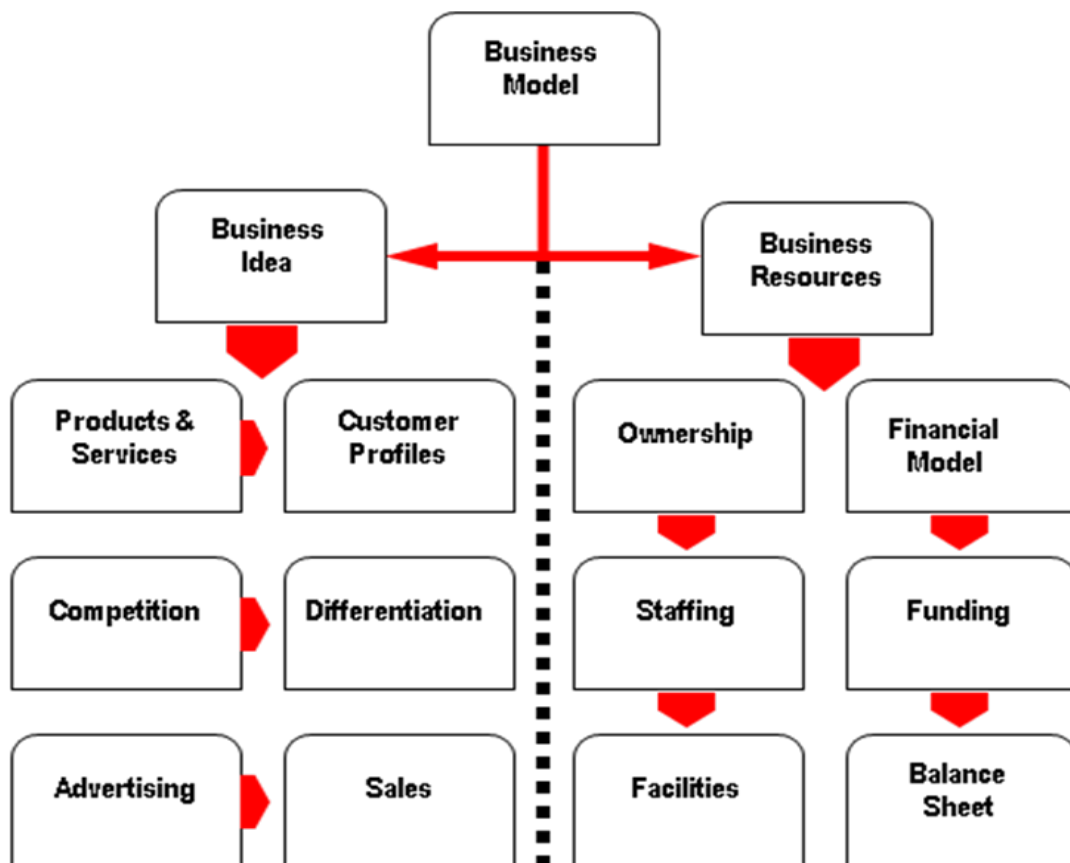 Business
Model
Business
Idea
Business
Resources
Products &
Services
Customer
Profiles
Ownership
Financial
Model
Competition
Differentiation
Staffing
Funding
Advertising
Sales
Facilities
Balance
Sheet